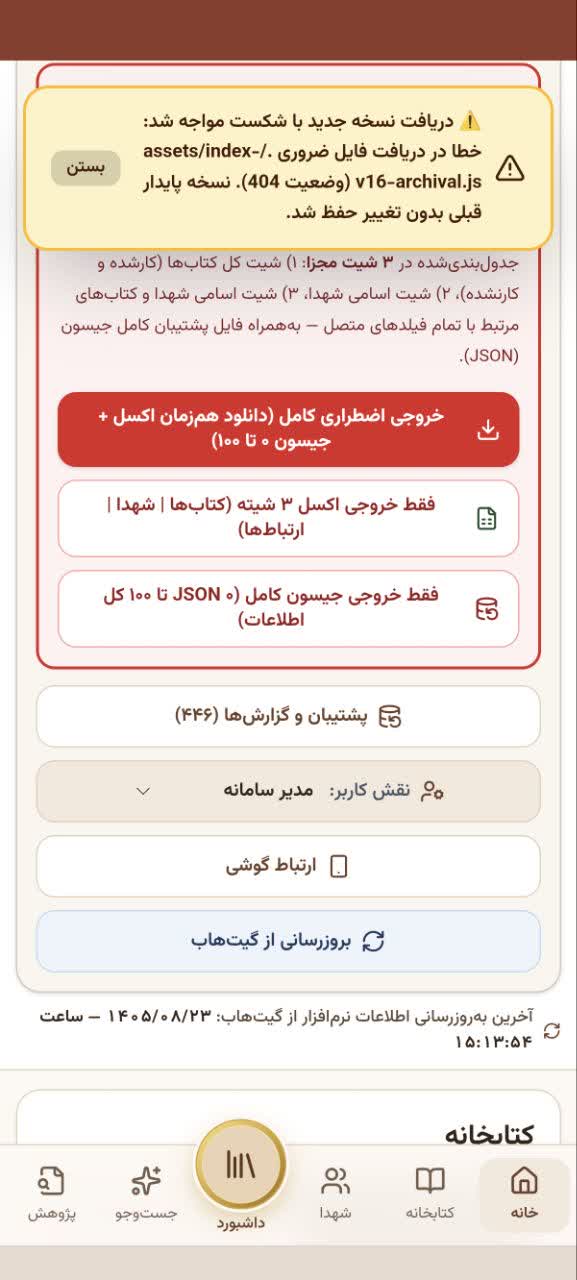 ⚠️ دریافت نسخه جدید با شکست مواجه شد:
خطا در دریافت فایل ضروری ./assets/index-
v16-archival.js (وضعیت 404). نسخه پایدار
قبلی بدون تغییر حفظ شد.
بستن
جدول‌بندی‌شده در ۳ شیت مجزا: ۱) شیت کل کتاب‌ها (کارشده و
کارنشده)، ۲) شیت اسامی شهدا، ۳) شیت اسامی شهدا و کتاب‌های
مرتبط با تمام فیلدهای متصل — به‌همراه فایل پشتیبان کامل جیسون
(JSON).
خروجی اضطراری کامل (دانلود هم‌زمان اکسل +
جیسون ۰ تا ۱۰۰)
فقط خروجی اکسل ۳ شیته (کتاب‌ها | شهدا |
ارتباط‌ها)
فقط خروجی جیسون کامل (JSON ۰ تا ۱۰۰ کل
اطلاعات)
پشتیبان و گزارش‌ها (۴۴۶)
نقش کاربر: مدیر سامانه
ارتباط گوشی
بروزرسانی از گیت‌هاب
آخرین به‌روزرسانی اطلاعات نرم‌افزار از گیت‌هاب: ۱۴۰۵/۰۸/۲۳ — ساعت
۱۵:۱۳:۵۴
کتابخانه
خانه
کتابخانه
شهدا
داشبورد
جست‌وجو
پژوهش